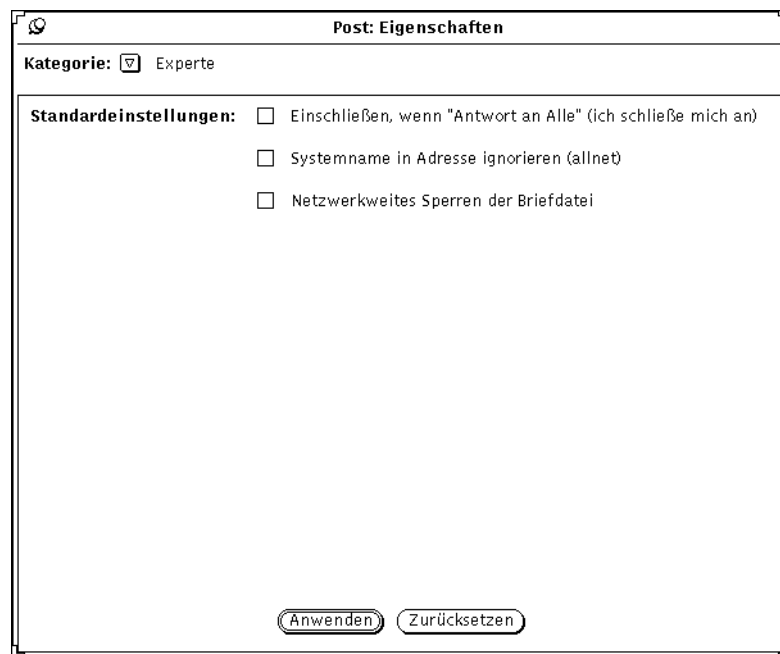 Post: Eigenschaften
Kategorie: Experte
Standardeinstellungen: Einschließen, wenn "Antwort an Alle" (ich schließe mich an)
Systemname in Adresse ignorieren (allnet)
Netzwerkweites Sperren der Briefdatei
Anwenden Zurücksetzen